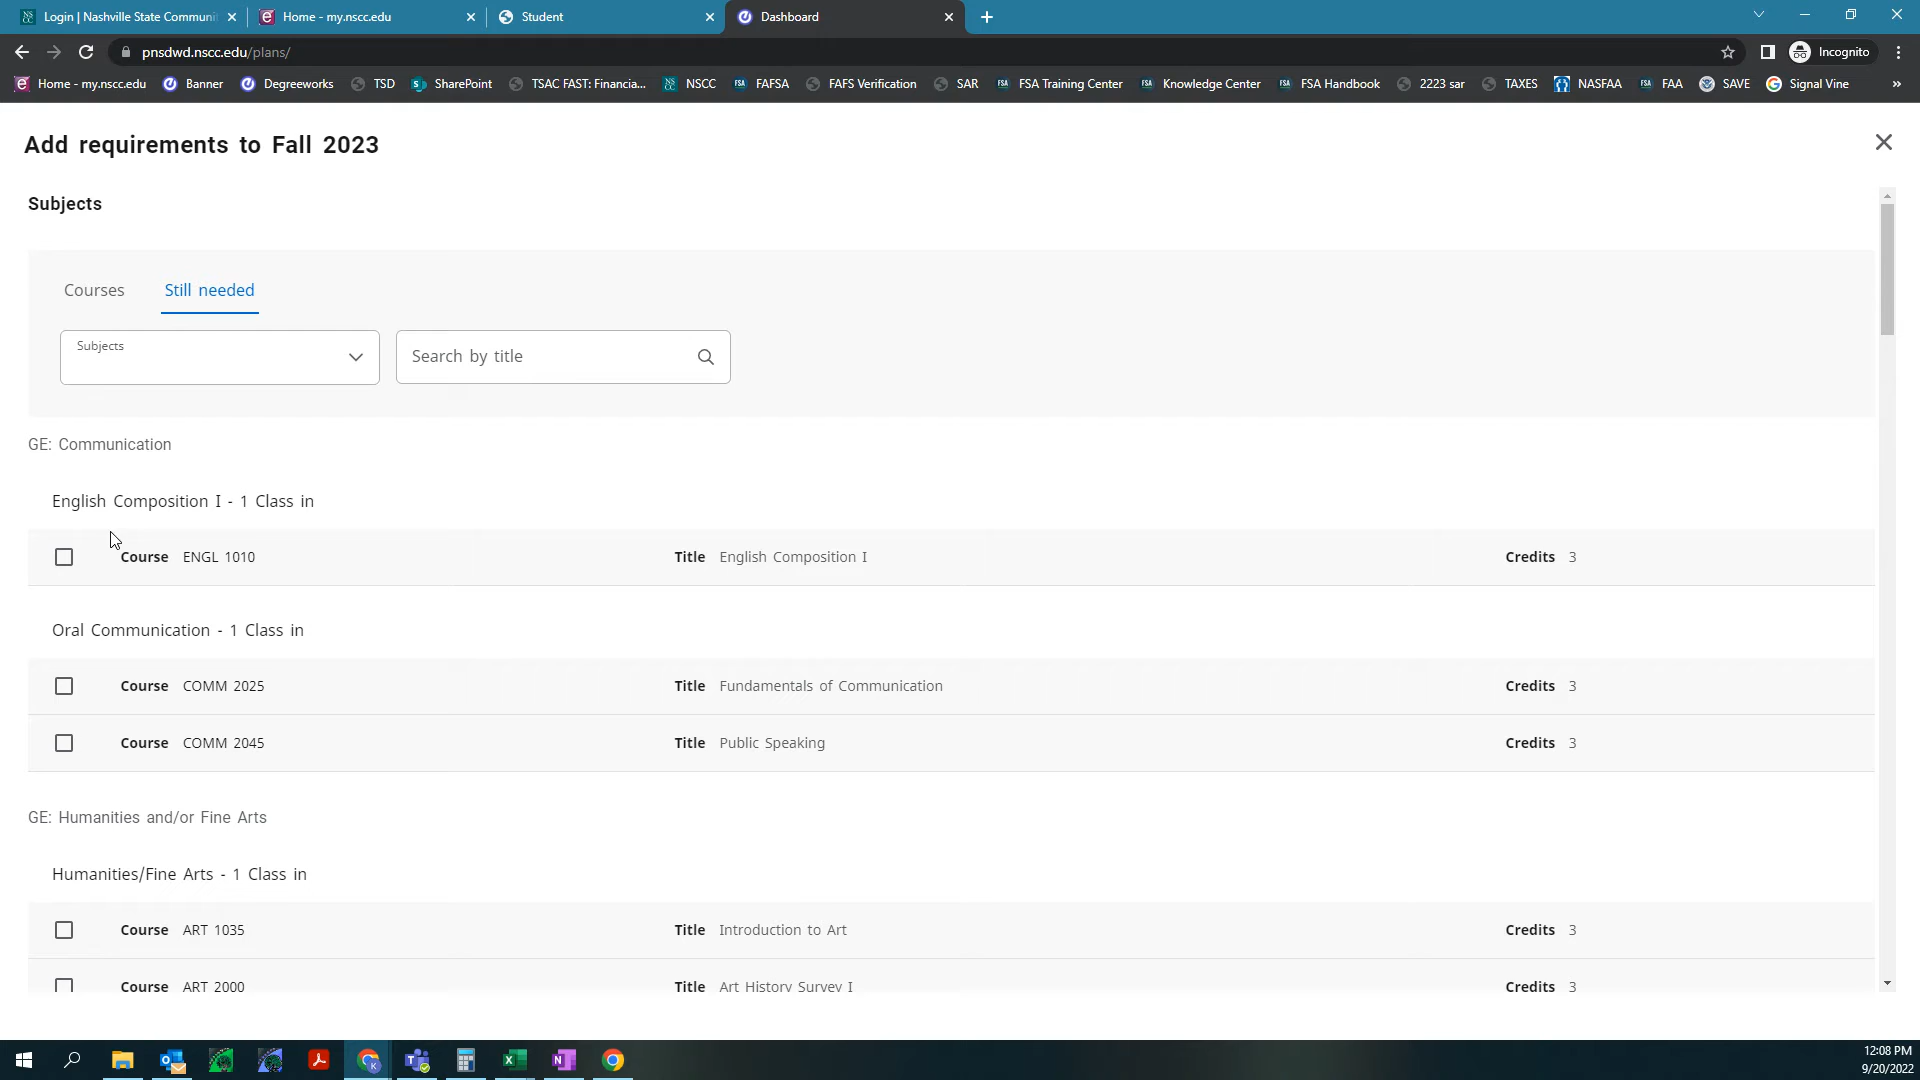 Login | Nashville State Communi
Home - my.nscc.edu
Student
Dashboard
pnsdwd.nscc.edu/plans/
Incognito
Home - my.nscc.edu
Banner
Degreeworks
TSD
SharePoint
TSAC FAST: Financia...
NSCC
FAFSA
FAFS Verification
SAR
FSA Training Center
Knowledge Center
FSA Handbook
2223 sar
TAXES
NASFAA
FAA
SAVE
Signal Vine
»
Add requirements to Fall 2023
Subjects
Courses
Still needed
Subjects
Search by title
GE: Communication
English Composition I - 1 Class in
Course ENGL 1010 Title English Composition I Credits 3
Oral Communication - 1 Class in
Course COMM 2025 Title Fundamentals of Communication Credits 3
Course COMM 2045 Title Public Speaking Credits 3
GE: Humanities and/or Fine Arts
Humanities/Fine Arts - 1 Class in
Course ART 1035 Title Introduction to Art Credits 3
Course ART 2000 Title Art History Survey I Credits 3
12:08 PM
9/20/2022